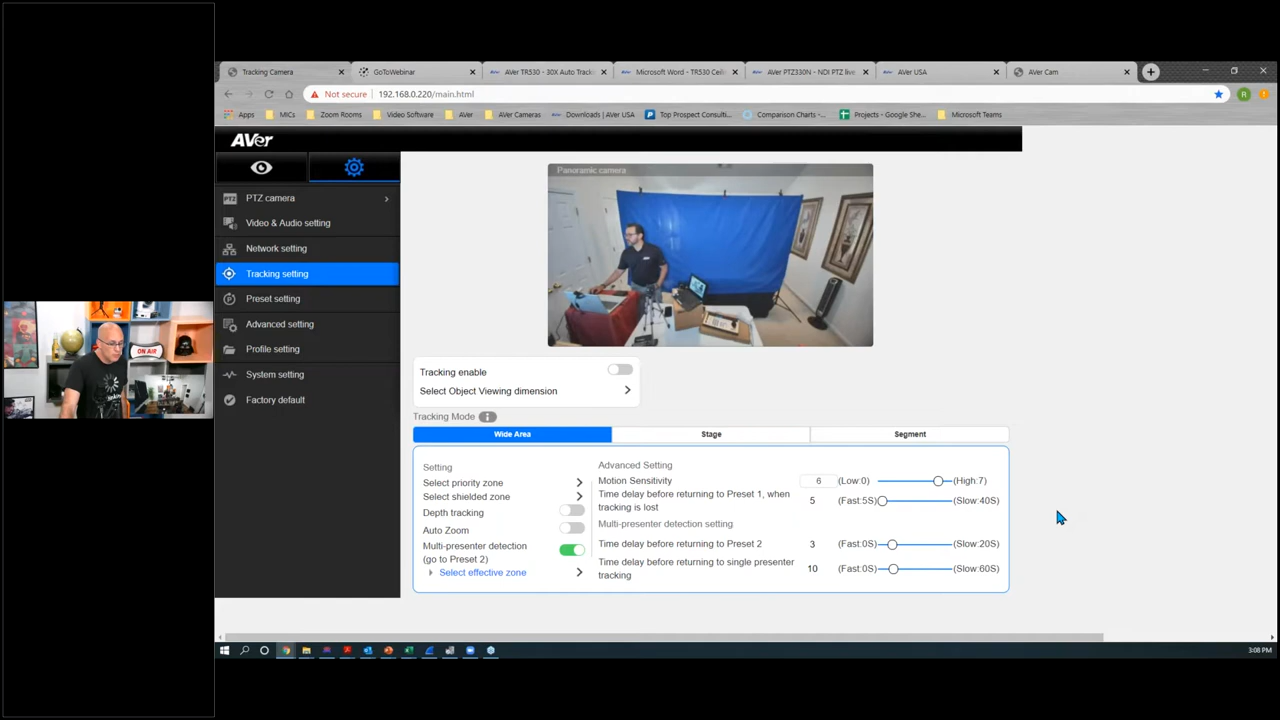 Tracking Camera
GoToWebinar
AVer TR530 - 30X Auto Tracki
Microsoft Word - TR530 Ceili
AVer PTZ330N - NDI PTZ live
AVer USA
AVer Cam
Not secure 192.168.0.220/main.html
R
Apps MICs Zoom Rooms Video Software AVer AVer Cameras Downloads | AVer USA Top Prospect Consulti... Comparison Charts -... Projects - Google She... Microsoft Teams
AVer
PTZ camera
Video & Audio setting
Network setting
Tracking setting
Preset setting
Advanced setting
Profile setting
System setting
Factory default
Panoramic camera
AVer
ON AIR
Tracking enable
Select Object Viewing dimension
Tracking Mode
Wide Area Stage Segment
Setting
Select priority zone
Select shielded zone
Depth tracking
Auto Zoom
Multi-presenter detection
(go to Preset 2)
Select effective zone
Advanced Setting
Motion Sensitivity 6 (Low:0) (High:7)
Time delay before returning to Preset 1, when
tracking is lost 5 (Fast:5S) (Slow:40S)
Multi-presenter detection setting
Time delay before returning to Preset 2 3 (Fast:0S) (Slow:20S)
Time delay before returning to single presenter
tracking 10 (Fast:0S) (Slow:60S)
3:08 PM